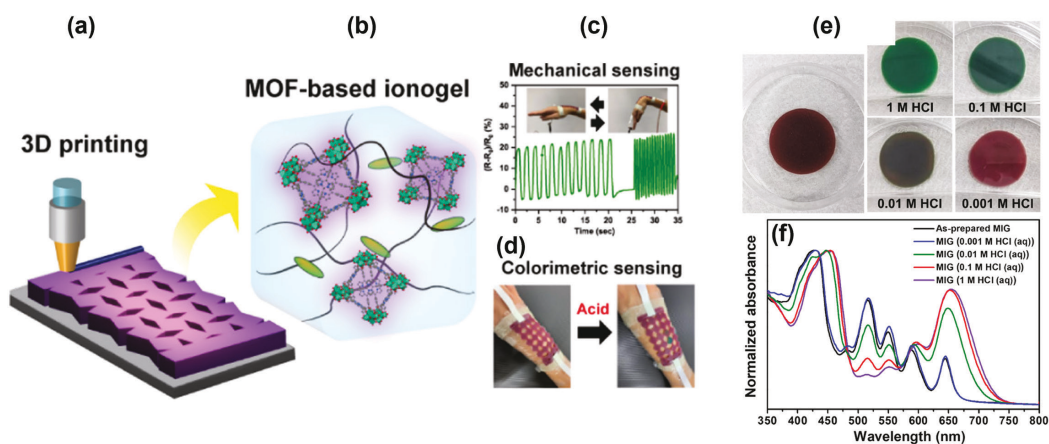 (a)
3D printing
(b)
MOF-based ionogel
(c)
Mechanical sensing
(R-R₀)/R₀ (%)
50
40
30
20
10
0
-10
0 5 10 15 20 25 30 35
Time (sec)
(d)
Colorimetric sensing
Acid
(e)
1 M HCl
0.1 M HCl
0.01 M HCl
0.001 M HCl
(f)
As-prepared MIG
MIG (0.001 M HCl (aq))
MIG (0.01 M HCl (aq))
MIG (0.1 M HCl (aq))
MIG (1 M HCl (aq))
Normalized absorbance
350 400 450 500 550 600 650 700 750 800
Wavelength (nm)